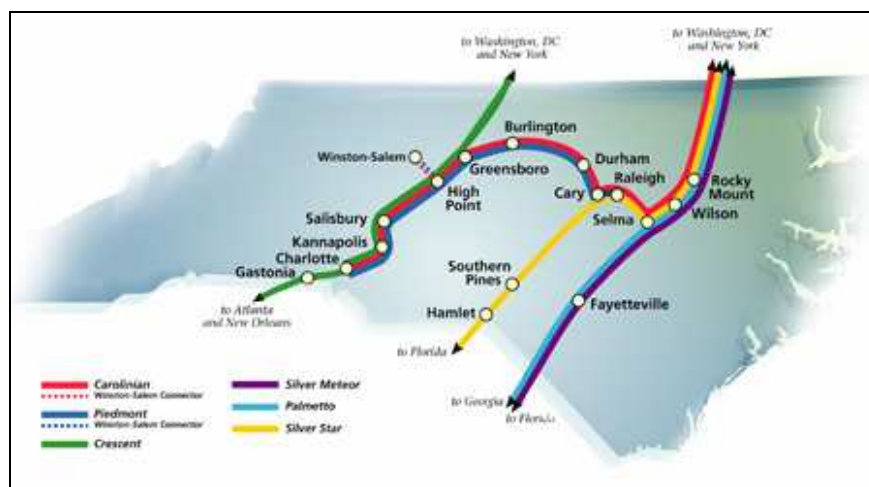 to Washington, DC
and New York
to Washington, DC
and New York
Burlington
Winston-Salem
Greensboro
Durham
Raleigh
Rocky
Mount
High
Point
Cary
Salisbury
Selma
Wilson
Kannapolis
Charlotte
Gastonia
Southern
Pines
Fayetteville
Hamlet
to Atlanta
and New Orleans
to Florida
to Georgia
to Florida
Carolinian
Winston-Salem Connector
Piedmont
Winston-Salem Connector
Crescent
Silver Meteor
Palmetto
Silver Star